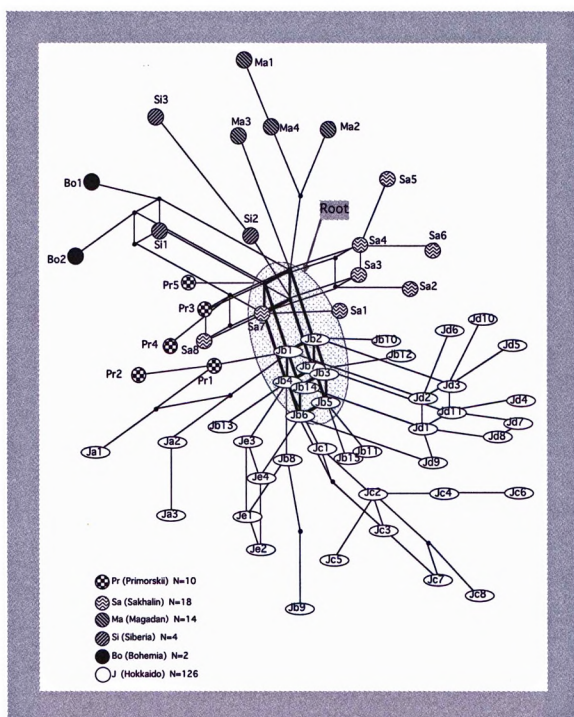 Ma1
Si3
Ma3
Ma4
Ma2
Bo1
Root
Sa5
Si2
Sa4
Sa6
Si1
Bo2
Sa3
Pr5
Sa2
Pr3
Sa7
Sa1
Pr4
Sa8
Jb1
Jb2
Jb10
Jd6
Jd10
Jb12
Jd5
Pr2
Pr1
Jb7
Jb3
Jd3
Jb4
Jb14
Jd2
Jb5
Jd4
Jb6
Jd11
Jd7
Jb13
Jd1
Jd8
Ja1
Ja2
Je3
Jb8
Jc1
Jb15
Jb11
Jd9
Je4
Jc2
Jc4
Jc6
Ja3
Je1
Jc3
Je2
Jc5
Jc7
Jc8
Jb9
Pr (Primorskii) N=10
Sa (Sakhalin) N=18
Ma (Magadan) N=14
Si (Siberia) N=4
Bo (Bohemia) N=2
J (Hokkaido) N=126